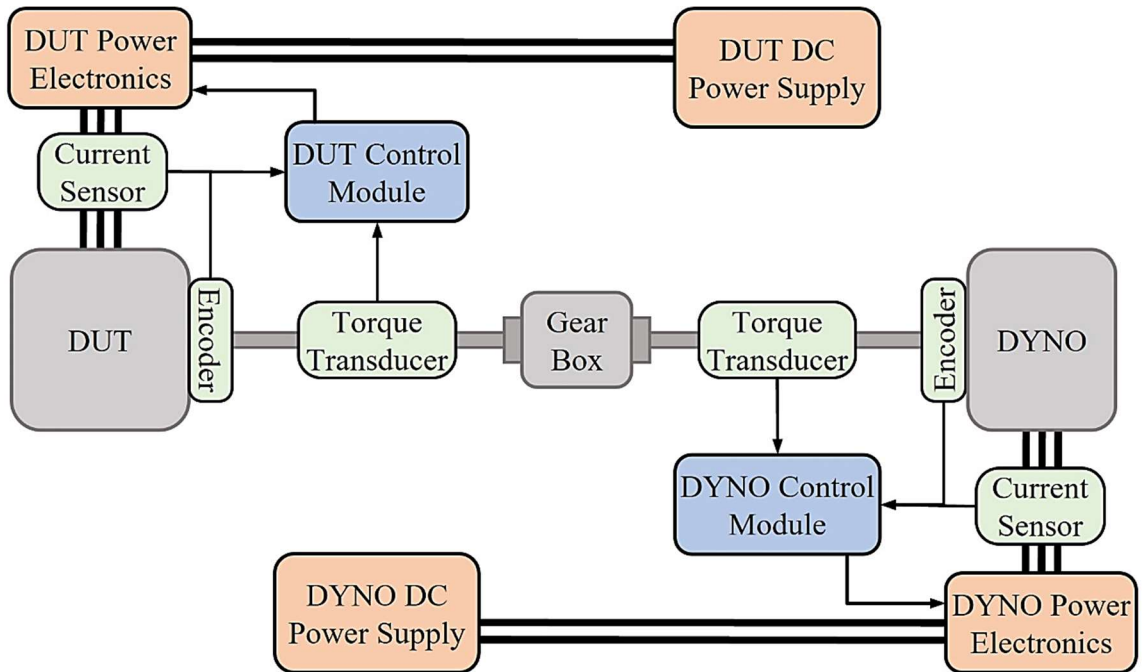 DUT Power
Electronics
DUT DC
Power Supply
Current
Sensor
DUT Control
Module
DUT
Encoder
Torque
Transducer
Gear
Box
Torque
Transducer
Encoder
DYNO
DYNO Control
Module
Current
Sensor
DYNO DC
Power Supply
DYNO Power
Electronics